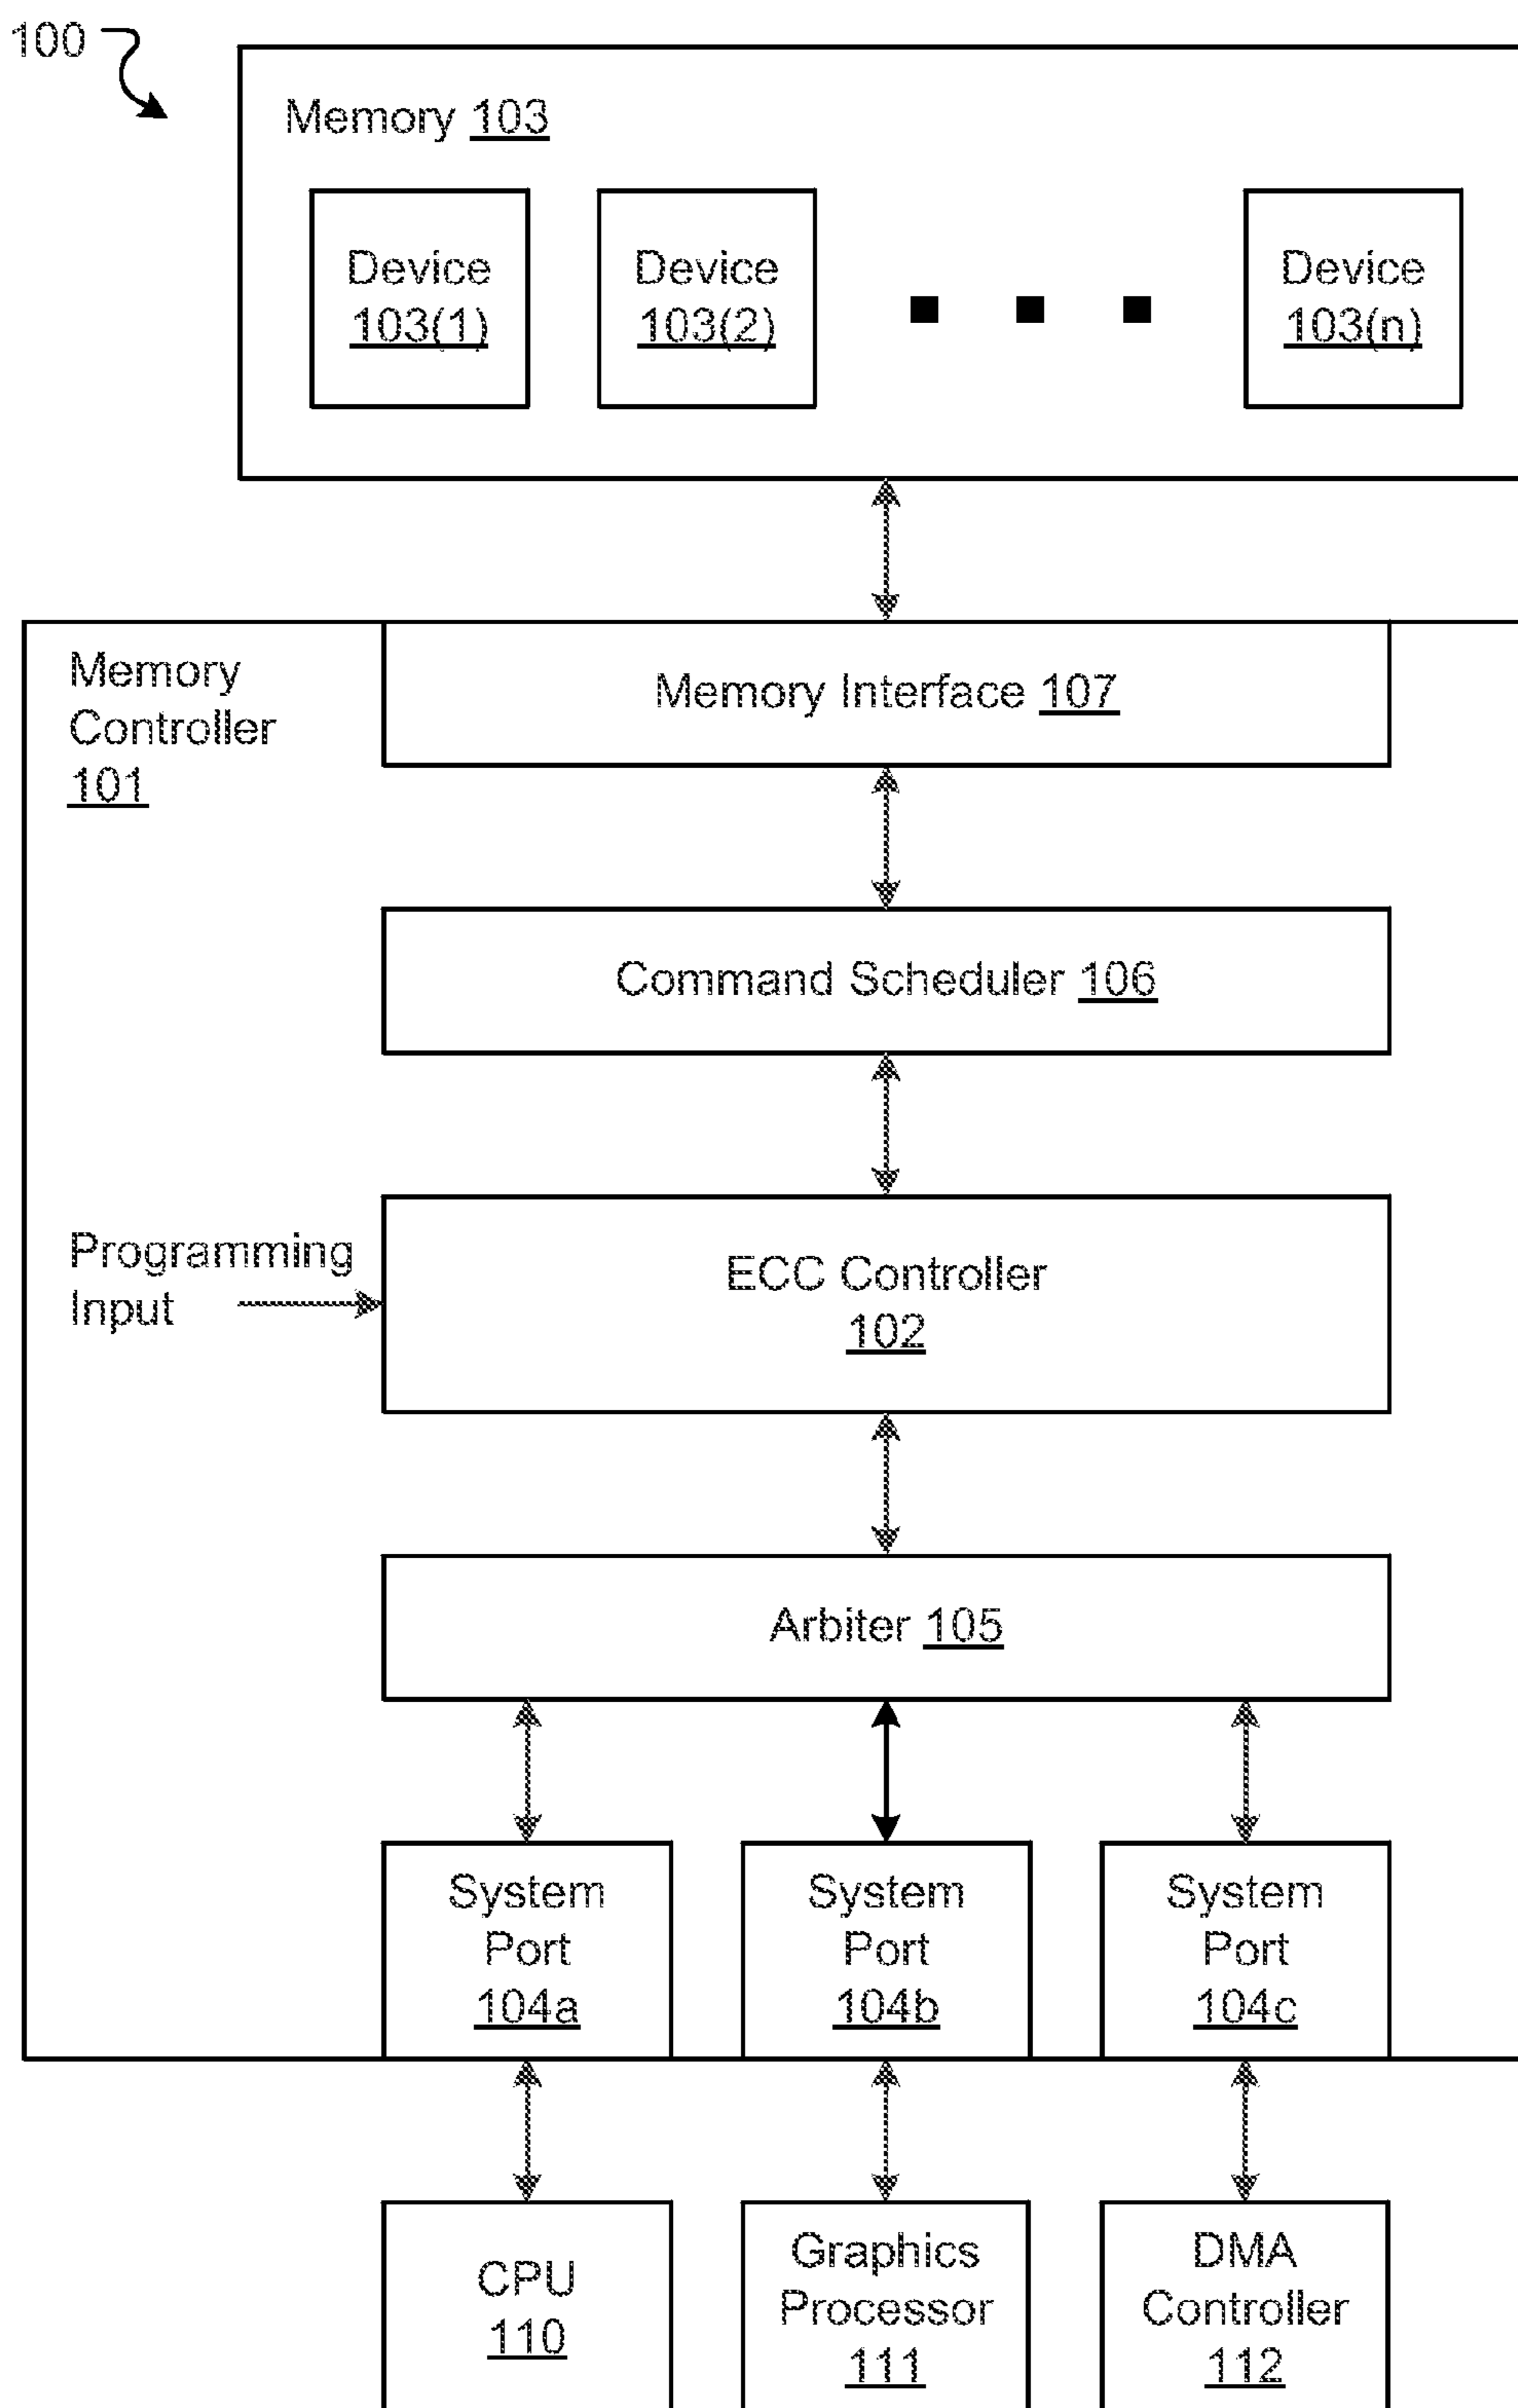 100
Memory 103
Device
103(1)
Device
103(2)
Device
103(n)
Memory
Controller
101
Memory Interface 107
Command Scheduler 106
Programming
Input
ECC Controller
102
Arbiter 105
System
Port
104a
System
Port
104b
System
Port
104c
CPU
110
Graphics
Processor
111
DMA
Controller
112